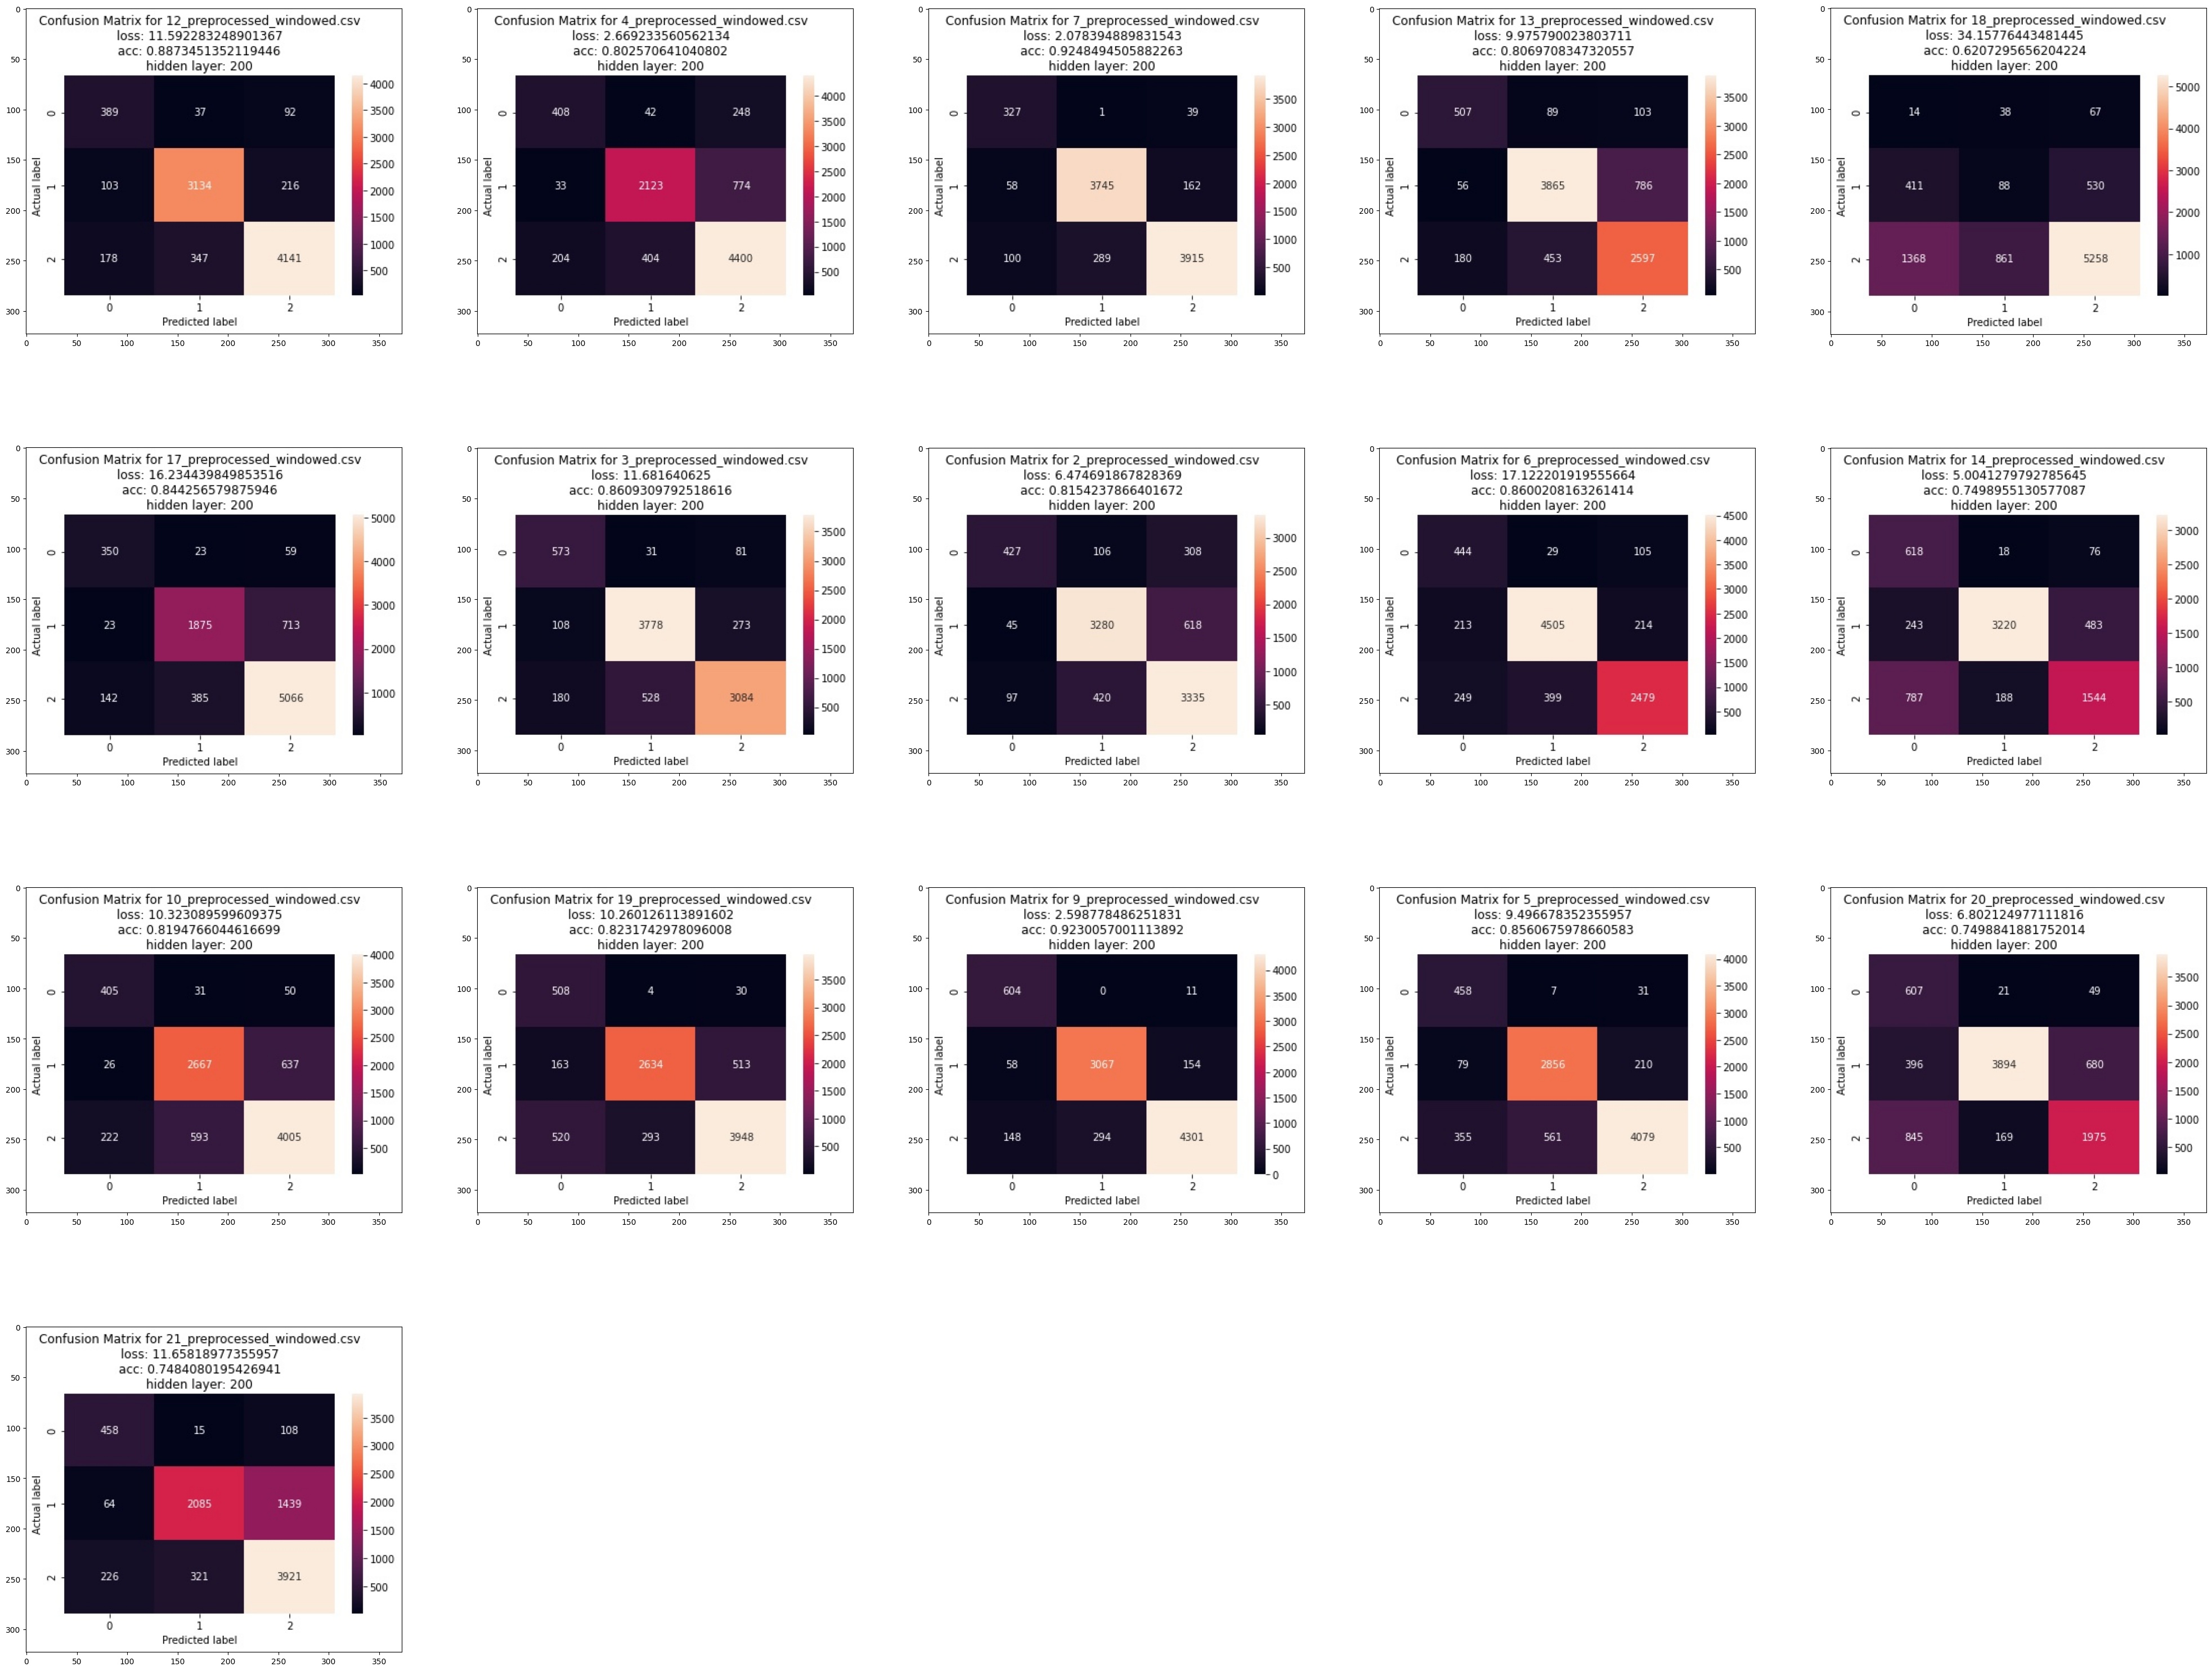 Confusion Matrix for 12_preprocessed_windowed.csv
loss: 11.592283248901367
acc: 0.8873451352119446
hidden layer: 200
0 389 37 92
Actual label
1 103 3134 216
2 178 347 4141
0 1 2
Predicted label
4000 3500 3000 2500 2000 1500 1000 500
0 50 100 150 200 250 300
0 50 100 150 200 250 300 350
Confusion Matrix for 4_preprocessed_windowed.csv
loss: 2.669233560562134
acc: 0.802570641040802
hidden layer: 200
0 408 42 248
Actual label
1 33 2123 774
2 204 404 4400
0 1 2
Predicted label
4000 3500 3000 2500 2000 1500 1000 500
0 50 100 150 200 250 300
0 50 100 150 200 250 300 350
Confusion Matrix for 7_preprocessed_windowed.csv
loss: 2.078394889831543
acc: 0.9248494505882263
hidden layer: 200
0 327 1 39
Actual label
1 58 3745 162
2 100 289 3915
0 1 2
Predicted label
3500 3000 2500 2000 1500 1000 500
0 50 100 150 200 250 300
0 50 100 150 200 250 300 350
Confusion Matrix for 13_preprocessed_windowed.csv
loss: 9.975790023803711
acc: 0.8069708347320557
hidden layer: 200
0 507 89 103
Actual label
1 56 3865 786
2 180 453 2597
0 1 2
Predicted label
3500 3000 2500 2000 1500 1000 500
0 50 100 150 200 250 300
0 50 100 150 200 250 300 350
Confusion Matrix for 18_preprocessed_windowed.csv
loss: 34.15776443481445
acc: 0.6207295656204224
hidden layer: 200
0 14 38 67
Actual label
1 411 88 530
2 1368 861 5258
0 1 2
Predicted label
5000 4000 3000 2000 1000
0 50 100 150 200 250 300
0 50 100 150 200 250 300 350
Confusion Matrix for 17_preprocessed_windowed.csv
loss: 16.234439849853516
acc: 0.844256579875946
hidden layer: 200
0 350 23 59
Actual label
1 23 1875 713
2 142 385 5066
0 1 2
Predicted label
5000 4000 3000 2000 1000
0 50 100 150 200 250 300
0 50 100 150 200 250 300 350
Confusion Matrix for 3_preprocessed_windowed.csv
loss: 11.681640625
acc: 0.8609309792518616
hidden layer: 200
0 573 31 81
Actual label
1 108 3778 273
2 180 528 3084
0 1 2
Predicted label
3500 3000 2500 2000 1500 1000 500
0 50 100 150 200 250 300
0 50 100 150 200 250 300 350
Confusion Matrix for 2_preprocessed_windowed.csv
loss: 6.474691867828369
acc: 0.8154237866401672
hidden layer: 200
0 427 106 308
Actual label
1 45 3280 618
2 97 420 3335
0 1 2
Predicted label
3000 2500 2000 1500 1000 500
0 50 100 150 200 250 300
0 50 100 150 200 250 300 350
Confusion Matrix for 6_preprocessed_windowed.csv
loss: 17.122201919555664
acc: 0.8600208163261414
hidden layer: 200
0 444 29 105
Actual label
1 213 4505 214
2 249 399 2479
0 1 2
Predicted label
4500 4000 3500 3000 2500 2000 1500 1000 500
0 50 100 150 200 250 300
0 50 100 150 200 250 300 350
Confusion Matrix for 14_preprocessed_windowed.csv
loss: 5.0041279792785645
acc: 0.7498955130577087
hidden layer: 200
0 618 18 76
Actual label
1 243 3220 483
2 787 188 1544
0 1 2
Predicted label
3000 2500 2000 1500 1000 500
0 50 100 150 200 250 300
0 50 100 150 200 250 300 350
Confusion Matrix for 10_preprocessed_windowed.csv
loss: 10.323089599609375
acc: 0.8194766044616699
hidden layer: 200
0 405 31 50
Actual label
1 26 2667 637
2 222 593 4005
0 1 2
Predicted label
4000 3500 3000 2500 2000 1500 1000 500
0 50 100 150 200 250 300
0 50 100 150 200 250 300 350
Confusion Matrix for 19_preprocessed_windowed.csv
loss: 10.260126113891602
acc: 0.8231742978096008
hidden layer: 200
0 508 4 30
Actual label
1 163 2634 513
2 520 293 3948
0 1 2
Predicted label
3500 3000 2500 2000 1500 1000 500
0 50 100 150 200 250 300
0 50 100 150 200 250 300 350
Confusion Matrix for 9_preprocessed_windowed.csv
loss: 2.598778486251831
acc: 0.9230057001113892
hidden layer: 200
0 604 0 11
Actual label
1 58 3067 154
2 148 294 4301
0 1 2
Predicted label
4000 3500 3000 2500 2000 1500 1000 500 0
0 50 100 150 200 250 300
0 50 100 150 200 250 300 350
Confusion Matrix for 5_preprocessed_windowed.csv
loss: 9.496678352355957
acc: 0.8560675978660583
hidden layer: 200
0 458 7 31
Actual label
1 79 2856 210
2 355 561 4079
0 1 2
Predicted label
4000 3500 3000 2500 2000 1500 1000 500
0 50 100 150 200 250 300
0 50 100 150 200 250 300 350
Confusion Matrix for 20_preprocessed_windowed.csv
loss: 6.802124977111816
acc: 0.7498841881752014
hidden layer: 200
0 607 21 49
Actual label
1 396 3894 680
2 845 169 1975
0 1 2
Predicted label
3500 3000 2500 2000 1500 1000 500
0 50 100 150 200 250 300
0 50 100 150 200 250 300 350
Confusion Matrix for 21_preprocessed_windowed.csv
loss: 11.65818977355957
acc: 0.7484080195426941
hidden layer: 200
0 458 15 108
Actual label
1 64 2085 1439
2 226 321 3921
0 1 2
Predicted label
3500 3000 2500 2000 1500 1000 500
0 50 100 150 200 250 300
0 50 100 150 200 250 300 350